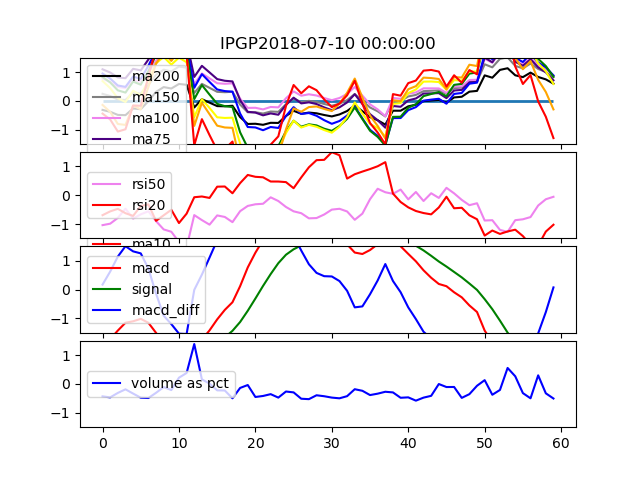 IPGP2018-07-10 00:00:00
1
0
−1
ma200
ma150
ma100
ma75
1
0
−1
rsi50
rsi20
ma10
1
0
−1
macd
signal
macd_diff
1
0
−1
volume as pct
0 10 20 30 40 50 60